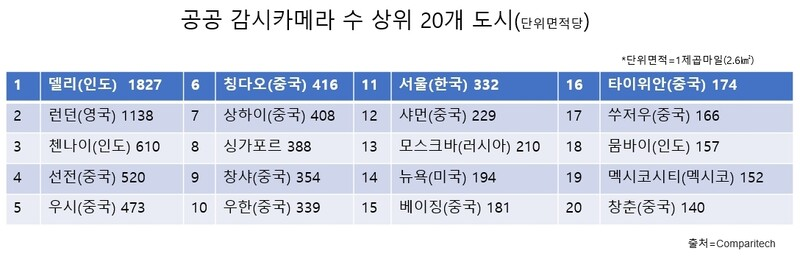 공공 감시카메라 수 상위 20개 도시(단위면적당)
*단위면적=1제곱마일(2.6㎢)
1 델리(인도) 1827 6 칭다오(중국) 416 11 서울(한국) 332 16 타이위안(중국) 174
2 런던(영국) 1138 7 상하이(중국) 408 12 샤먼(중국) 229 17 쑤저우(중국) 166
3 첸나이(인도) 610 8 싱가포르 388 13 모스크바(러시아) 210 18 뭄바이(인도) 157
4 선전(중국) 520 9 창샤(중국) 354 14 뉴욕(미국) 194 19 멕시코시티(멕시코) 152
5 우시(중국) 473 10 우한(중국) 339 15 베이징(중국) 181 20 창춘(중국) 140
출처=Comparitech